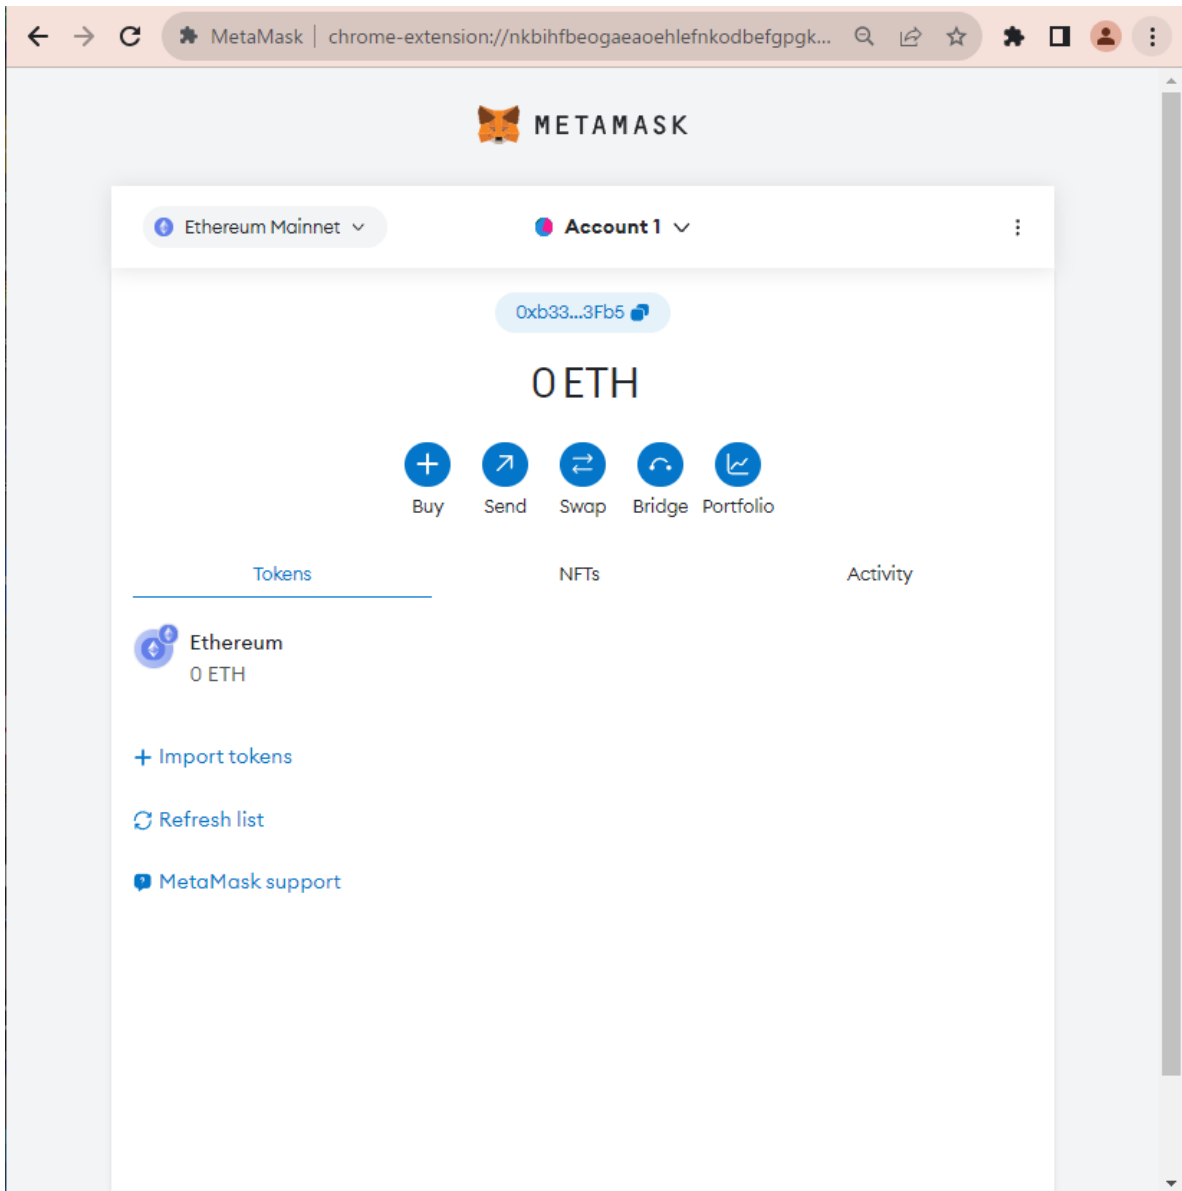 MetaMask chrome-extension://nkbihfbeogaeaoehlefnkodbefgpgk...
METAMASK
Ethereum Mainnet Account 1
0xb33...3Fb5
0 ETH
Buy Send Swap Bridge Portfolio
Tokens NFTs Activity
Ethereum
0 ETH
Import tokens
Refresh list
MetaMask support